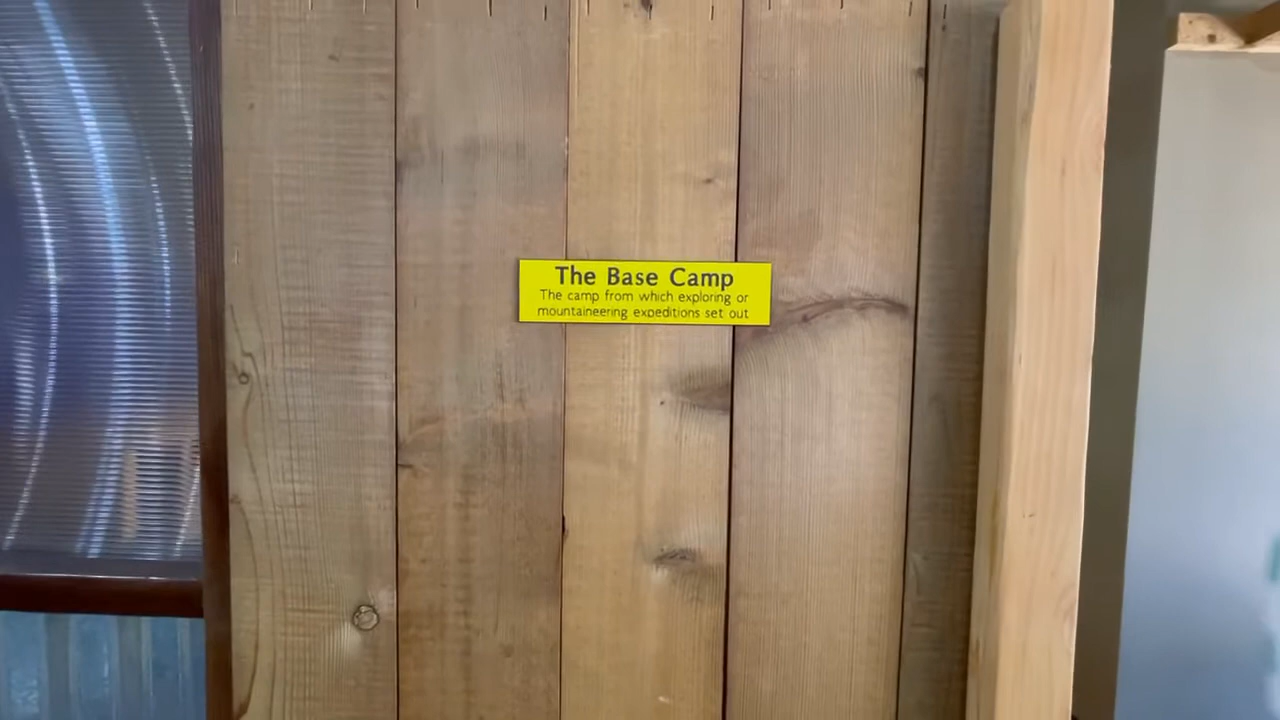 The Base Camp
The camp from which exploring or
mountaineering expeditions set out